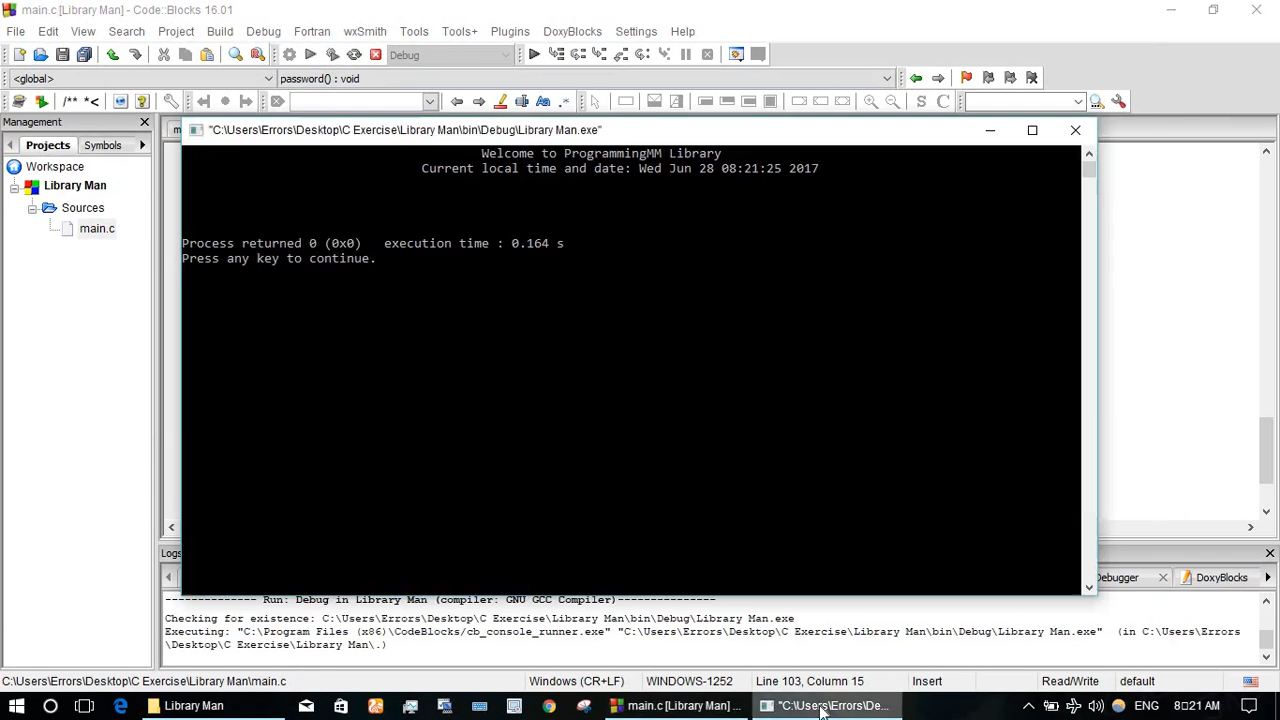 main.c [Library Man] - Code::Blocks 16.01
File Edit View Search Project Build Debug Fortran wxSmith Tools Tools+ Plugins DoxyBlocks Settings Help
Debug
<global> password() : void
/** *<
S C
Management
Projects Symbols
Workspace
Library Man
Sources
main.c
"C:\Users\Errors\Desktop\C Exercise\Library Man\bin\Debug\Library Man.exe"
Welcome to ProgrammingMM Library
Current local time and date: Wed Jun 28 08:21:25 2017
Process returned 0 (0x0) execution time : 0.164 s
Press any key to continue.
Logs
Debugger DoxyBlocks
-------------- Run: Debug in Library Man (compiler: GNU GCC Compiler)---------------
Checking for existence: C:\Users\Errors\Desktop\C Exercise\Library Man\bin\Debug\Library Man.exe
Executing: "C:\Program Files (x86)\CodeBlocks/cb_console_runner.exe" "C:\Users\Errors\Desktop\C Exercise\Library Man\bin\Debug\Library Man.exe" (in C:\Users\Errors
\Desktop\C Exercise\Library Man\.)
C:\Users\Errors\Desktop\C Exercise\Library Man\main.c Windows (CR+LF) WINDOWS-1252 Line 103, Column 15 Insert Read/Write default
Library Man main.c [Library Man] ... "C:\Users\Errors\De... ENG 8:21 AM